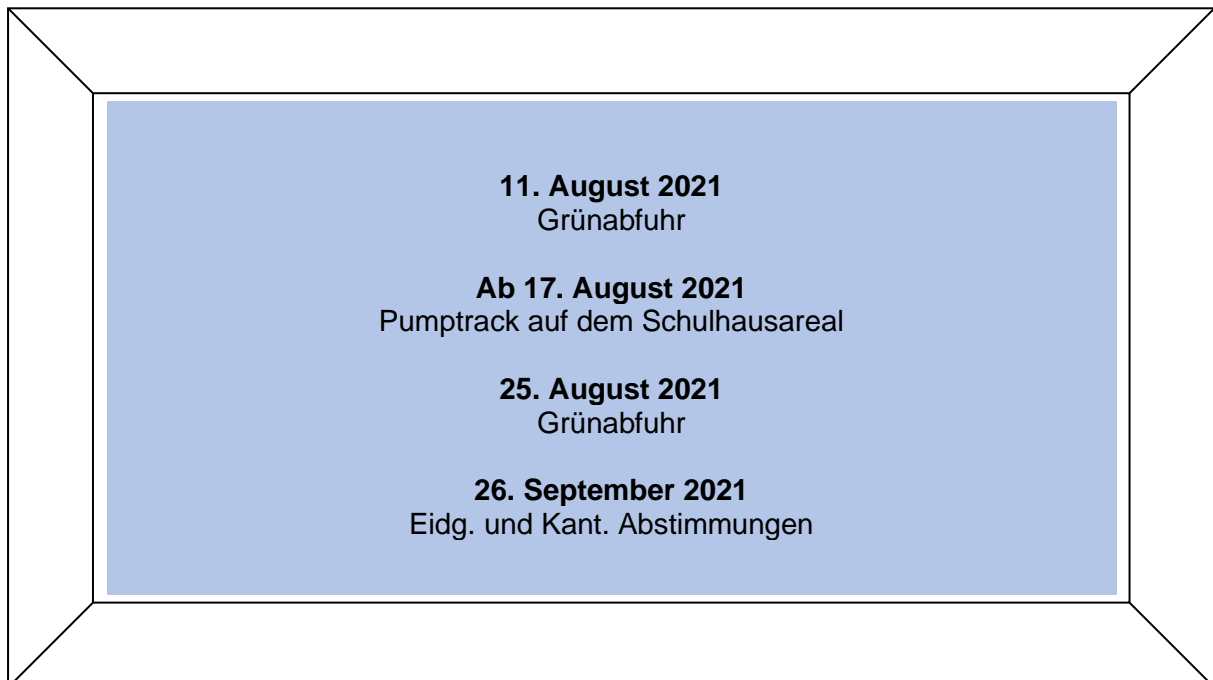 11. August 2021
Grünabfuhr
Ab 17. August 2021
Pumptrack auf dem Schulhausareal
25. August 2021
Grünabfuhr
26. September 2021
Eidg. und Kant. Abstimmungen